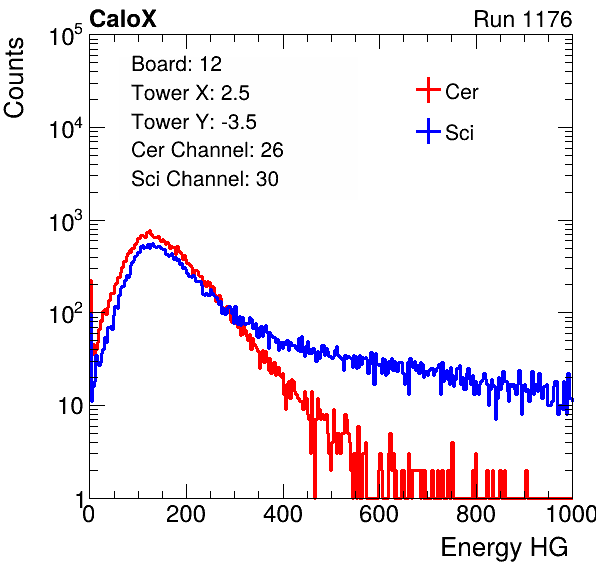 CaloX Run 1176
Counts
Board: 12
Tower X: 2.5
Tower Y: -3.5
Cer Channel: 26
Sci Channel: 30
Cer
Sci
10^5
10^4
10^3
10^2
10
1
0 200 400 600 800 1000
Energy HG